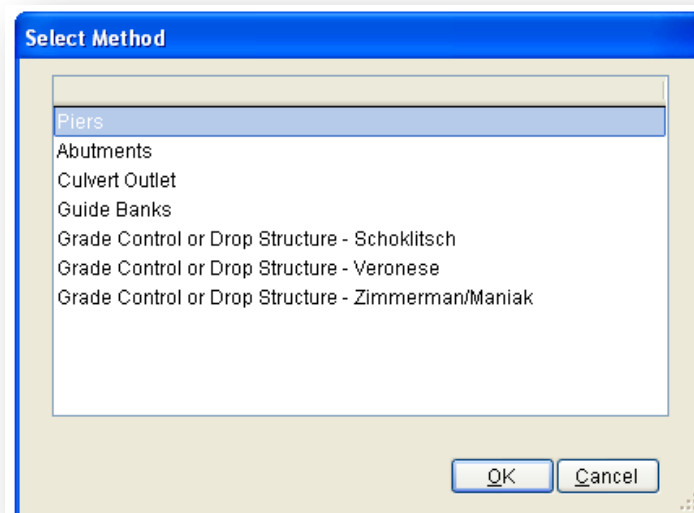 Select Method
Piers
Abutments
Culvert Outlet
Guide Banks
Grade Control or Drop Structure - Schoklitsch
Grade Control or Drop Structure - Veronese
Grade Control or Drop Structure - Zimmerman/Maniak
OK Cancel